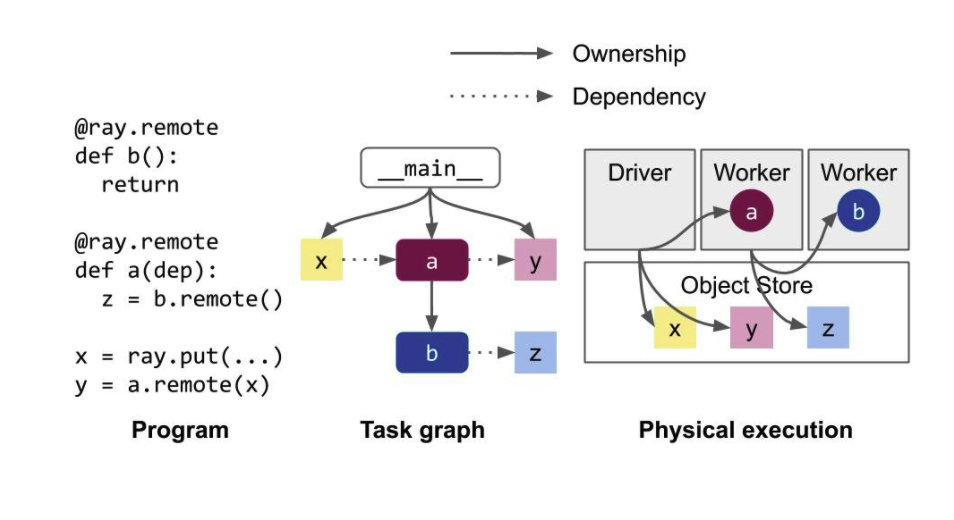 Ownership
Dependency
@ray.remote
def b():
  return
@ray.remote
def a(dep):
  z = b.remote()
x = ray.put(...)
y = a.remote(x)
Program
__main__
x
a
y
b
z
Task graph
Driver
Worker
Worker
a
b
Object Store
x
y
z
Physical execution